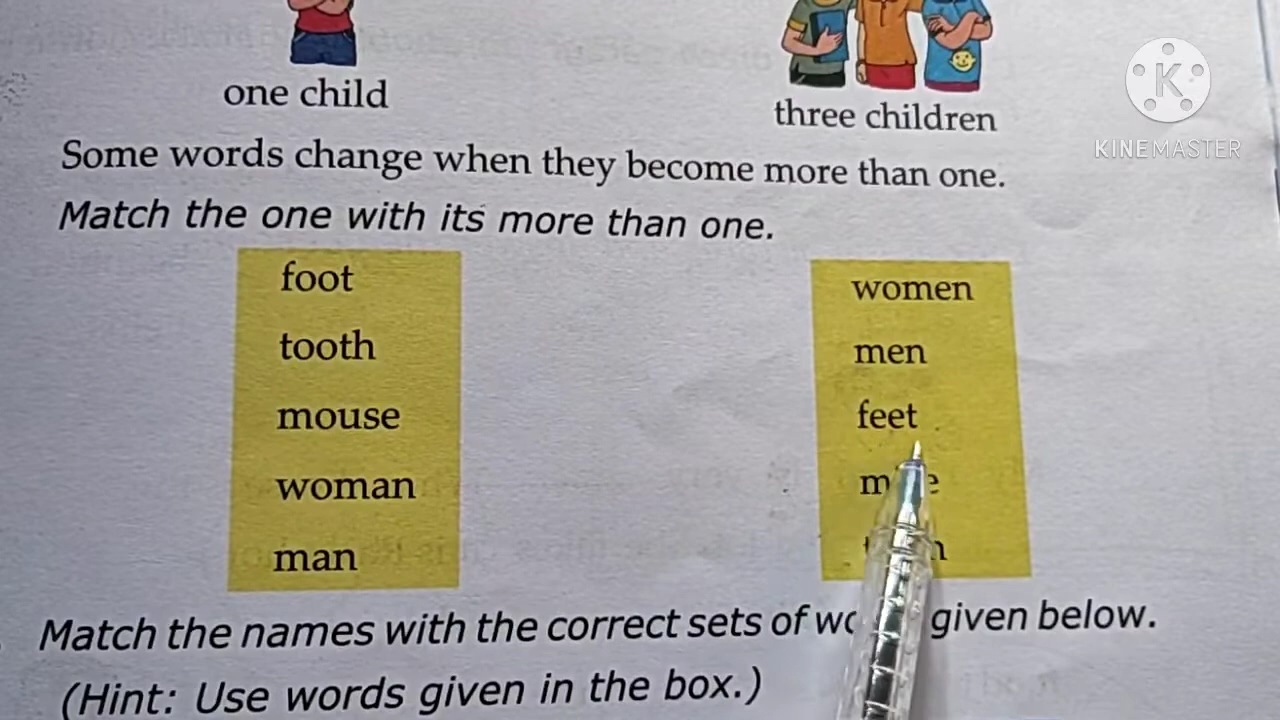 one child
three children
Some words change when they become more than one.
Match the one with its more than one.
foot
tooth
mouse
woman
man
women
men
feet
Match the names with the correct sets of given below.
(Hint: Use words given in the box.)
KINEMASTER